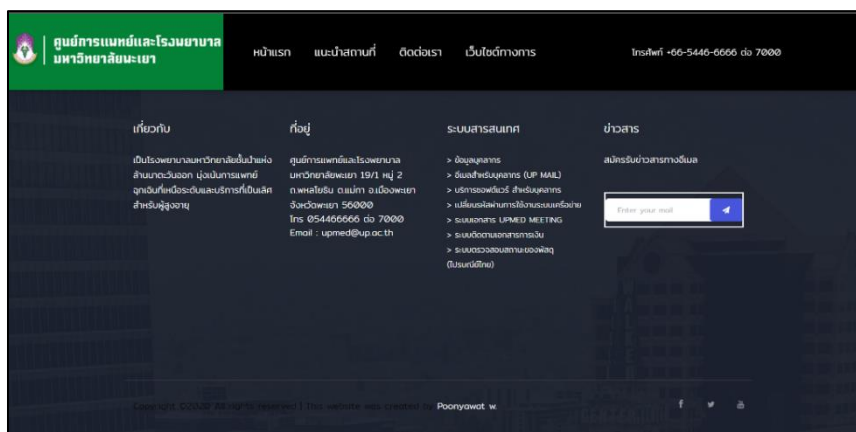 ศูนย์การแพทย์และโรงพยาบาล
มหาวิทยาลัยพะเยา
หน้าแรก แนะนำสถานที่ ติดต่อเรา เว็บไซต์ทางการ
โทรศัพท์ +66-5446-6666 ต่อ 7000
เกี่ยวกับ
เป็นโรงพยาบาลมหาวิทยาลัยชั้นนำแห่ง
ล้านนาตะวันออก มุ่งเน้นการแพทย์
ฉุกเฉินที่เหนือระดับและบริการที่เป็นเลิศ
สำหรับผู้สูงอายุ
ที่อยู่
ศูนย์การแพทย์และโรงพยาบาล
มหาวิทยาลัยพะเยา 19/1 หมู่ 2
ถ.พหลโยธิน ต.แม่กา อ.เมืองพะเยา
จังหวัดพะเยา 56000
โทร 054466666 ต่อ 7000
Email : upmed@up.ac.th
ระบบสารสนเทศ
> ข้อมูลบุคลากร
> อีเมลสำหรับบุคลากร (UP MAIL)
> บริการซอฟต์แวร์ สำหรับบุคลากร
> เปลี่ยนรหัสผ่านการใช้งานระบบเครือข่าย
> ระบบเอกสาร UPMED MEETING
> ระบบติดตามเอกสารการเงิน
> ระบบตรวจสอบสถานะของพัสดุ
(ไปรษณีย์ไทย)
ข่าวสาร
สมัครรับข่าวสารทางอีเมล
Enter your mail
Copyright ©2020 All rights reserved | This website was created by Poonyawat w.